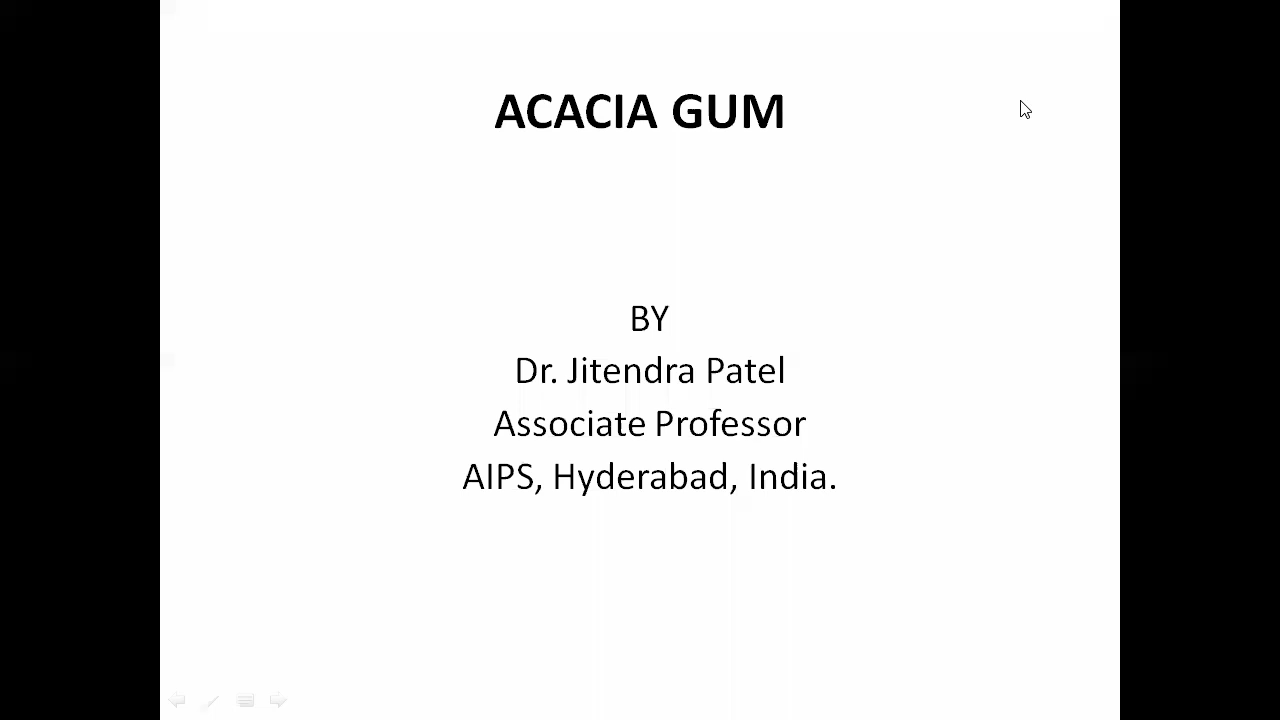 ACACIA GUM
BY
Dr. Jitendra Patel
Associate Professor
AIPS, Hyderabad, India.